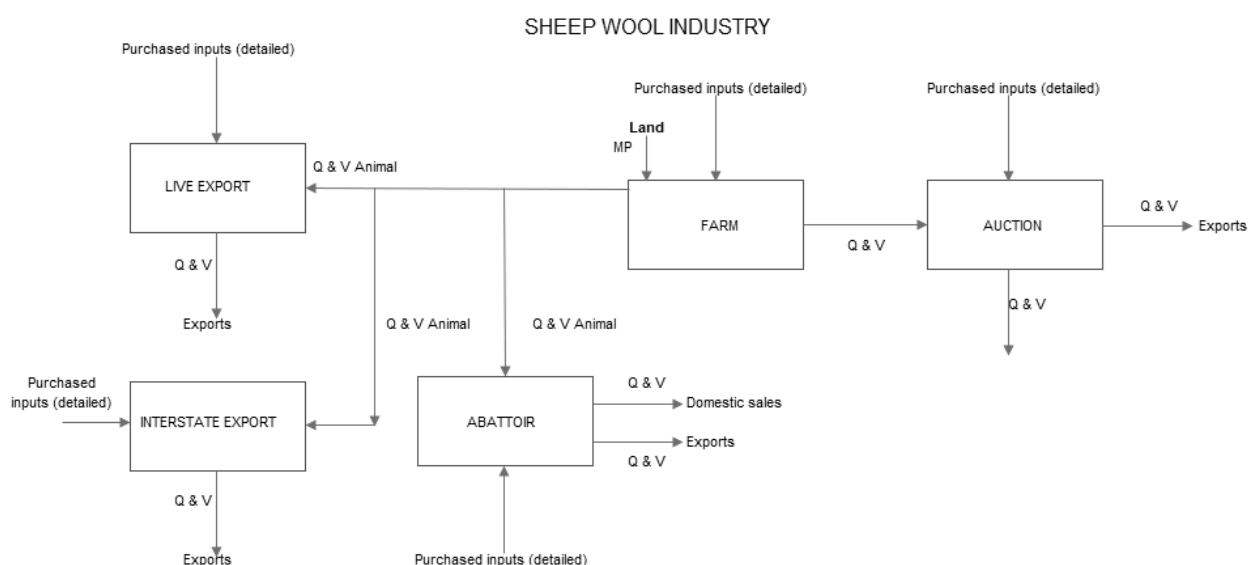 SHEEP WOOL INDUSTRY
Purchased inputs (detailed)
Purchased inputs (detailed)
Purchased inputs (detailed)
Land
MP
Q & V Animal
LIVE EXPORT
FARM
AUCTION
Q & V
Exports
Q & V
Q & V
Exports
Q & V
Q & V Animal
Q & V Animal
Purchased
inputs (detailed)
INTERSTATE EXPORT
ABATTOIR
Q & V
Domestic sales
Exports
Q & V
Q & V
Exports
Purchased inputs (detailed)